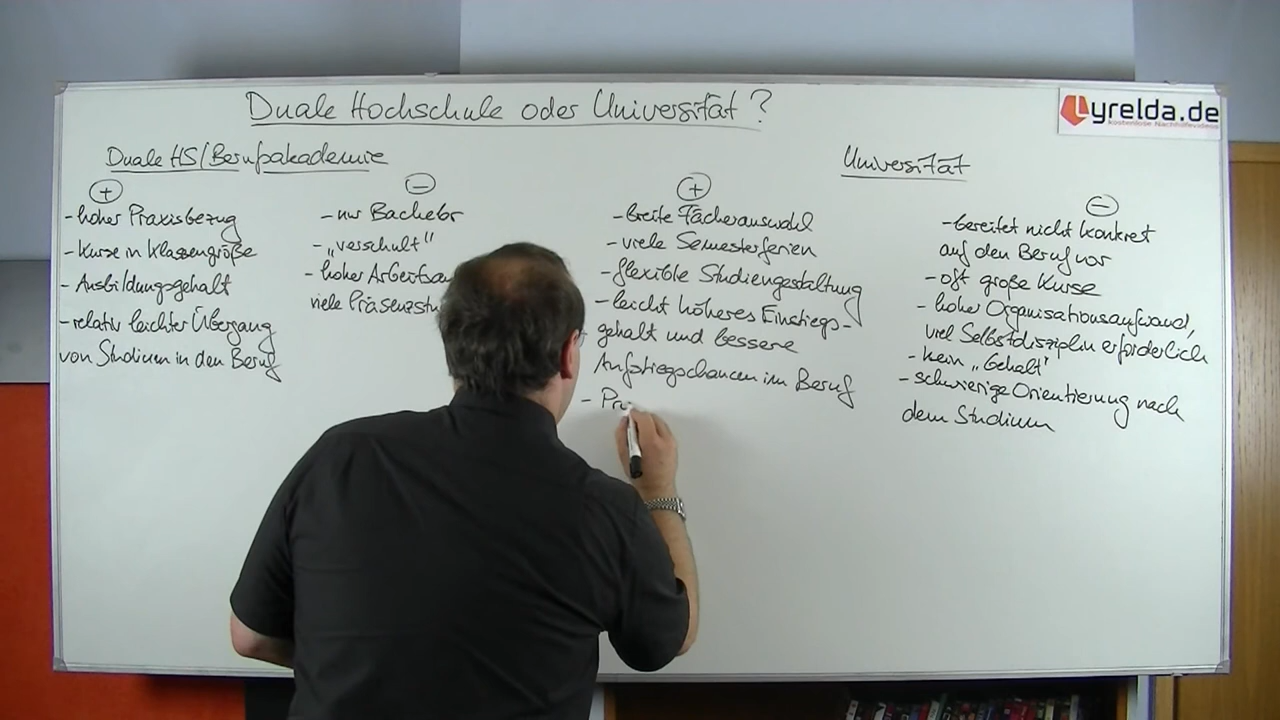 Duale Hochschule oder Universität?
Lyrelda.de
kostenlose Nachhilfevideos
Duale HS/Berufsakademie
+
- hoher Praxisbezug
- Kurse in Klassengröße
- Ausbildungsgehalt
- relativ leichter Übergang
von Studium in den Beruf
-
- nur Bachelor
- „verschult"
- hoher
viele
Universität
+
- breite Fächerauswahl
- viele Semesterferien
- flexible Studiengestaltung
- leicht höheres Einstiegs-
gehalt und bessere
Aufstiegschancen im Beruf
-
-
- bereitet nicht konkret
auf den Beruf vor
- oft große Kurse
- hoher Organisationsaufwand,
viel Selbstdisziplin erforderlich
- kein „Gehalt"
- schwierige Orientierung nach
dem Studium